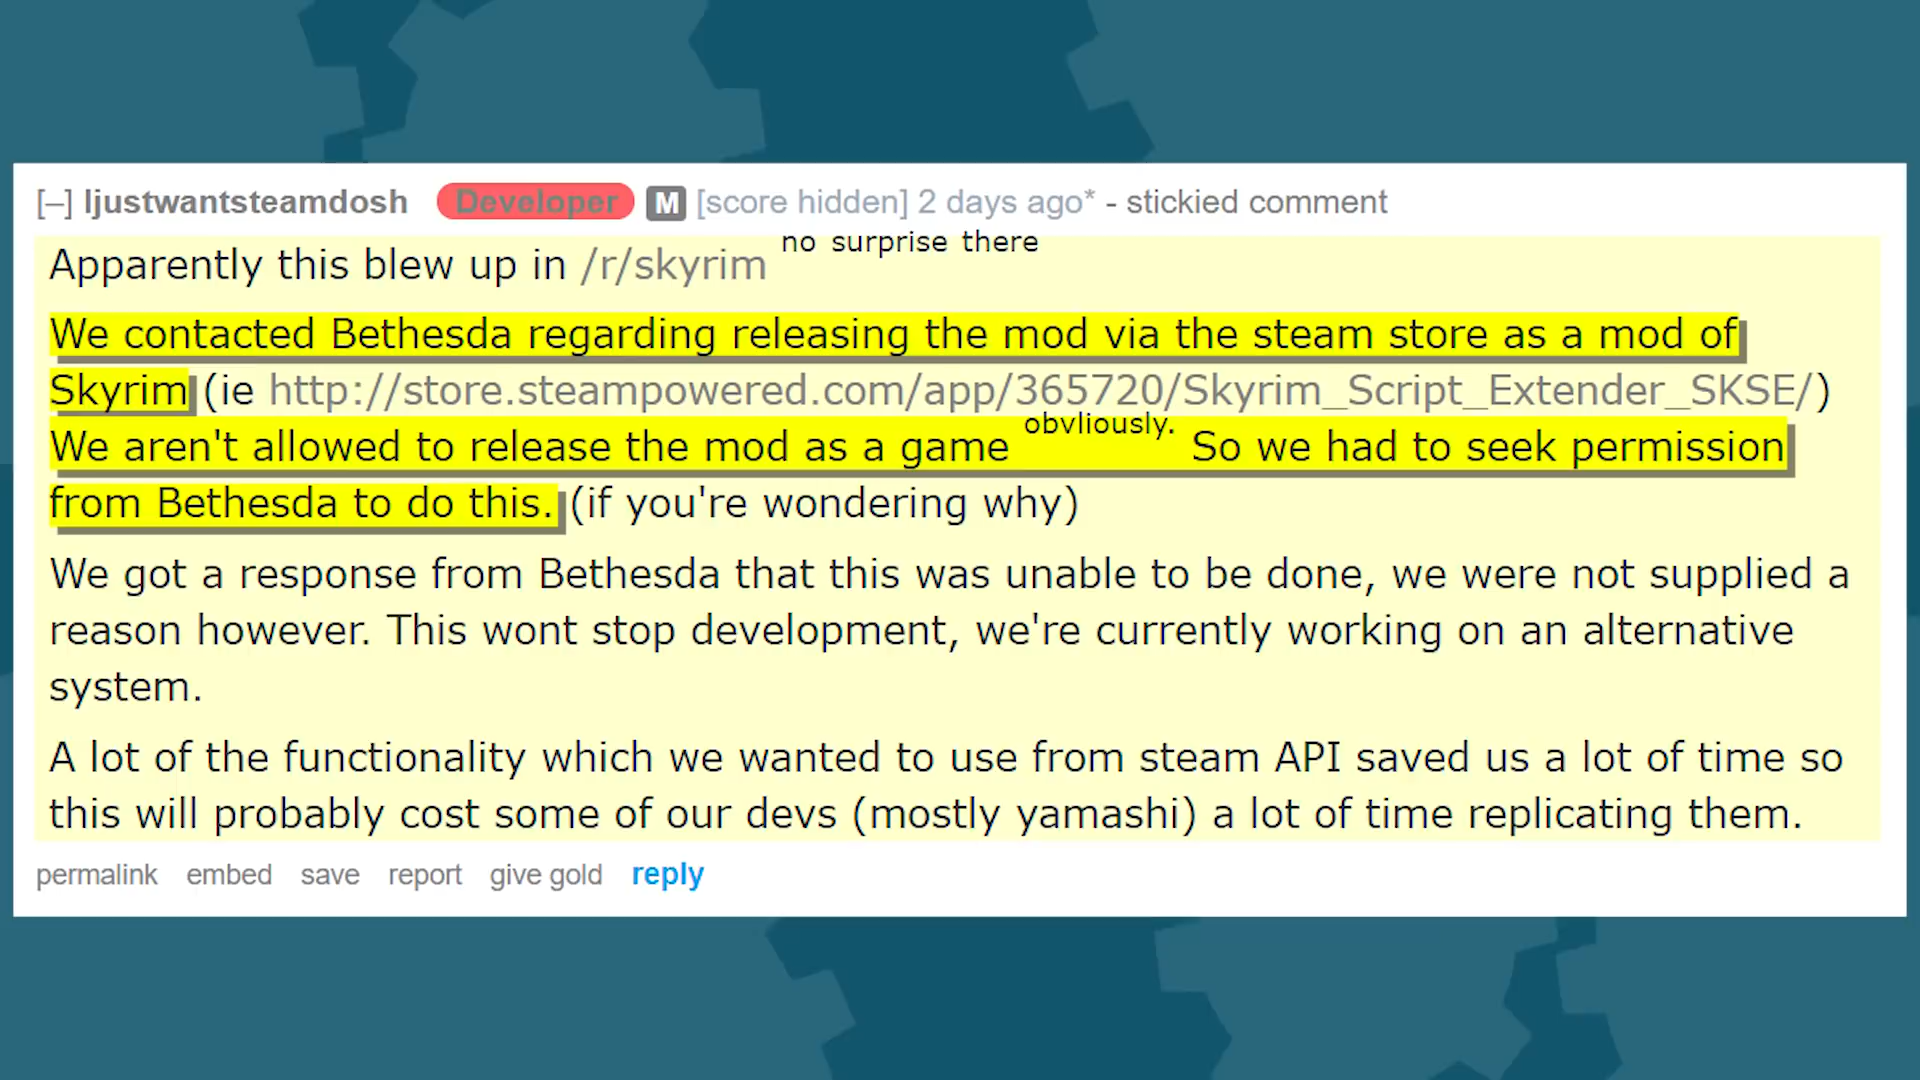 [–] Ijustwantsteamdosh Developer M [score hidden] 2 days ago* - stickied comment
Apparently this blew up in /r/skyrim no surprise there
We contacted Bethesda regarding releasing the mod via the steam store as a mod of
Skyrim (ie http://store.steampowered.com/app/365720/Skyrim_Script_Extender_SKSE/)
We aren't allowed to release the mod as a game obvliously. So we had to seek permission
from Bethesda to do this. (if you're wondering why)
We got a response from Bethesda that this was unable to be done, we were not supplied a
reason however. This wont stop development, we're currently working on an alternative
system.
A lot of the functionality which we wanted to use from steam API saved us a lot of time so
this will probably cost some of our devs (mostly yamashi) a lot of time replicating them.
permalink embed save report give gold reply